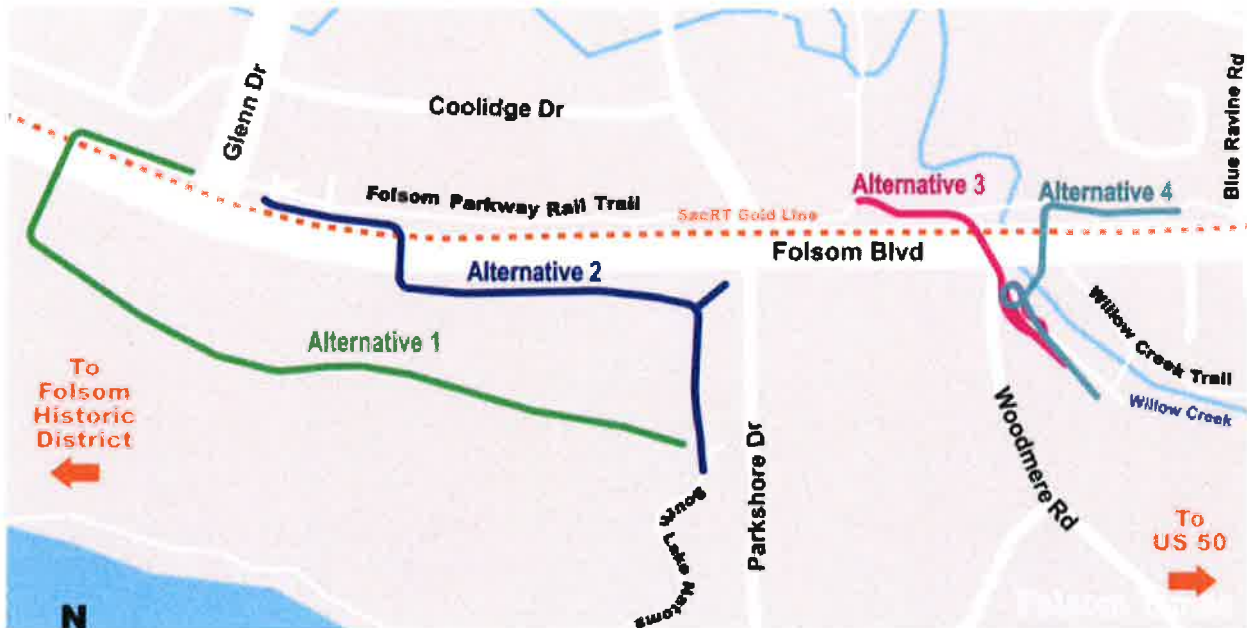 Glenn Dr
Coolidge Dr
Blue Ravine Rd
Folsom Parkway Rail Trail
SacRT Gold Line
Alternative 3
Alternative 4
Folsom Blvd
Alternative 2
Alternative 1
Willow Creek Trail
Willow Creek
To
Folsom
Historic
District
Woodmere Rd
Parkshore Dr
Lake Natoma
To
US 50
N